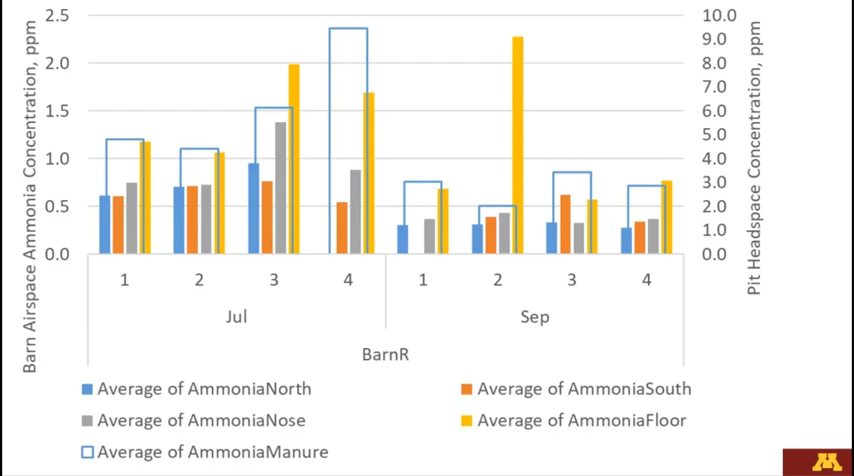 2.5
2.0
1.5
1.0
0.5
0.0
Barn Airspace Ammonia Concentration, ppm
10.0
9.0
8.0
7.0
6.0
5.0
4.0
3.0
2.0
1.0
0.0
Pit Headspace Concentration, ppm
1 2 3 4 1 2 3 4
Jul Sep
BarnR
Average of AmmoniaNorth Average of AmmoniaSouth
Average of AmmoniaNose Average of AmmoniaFloor
Average of AmmoniaManure
M